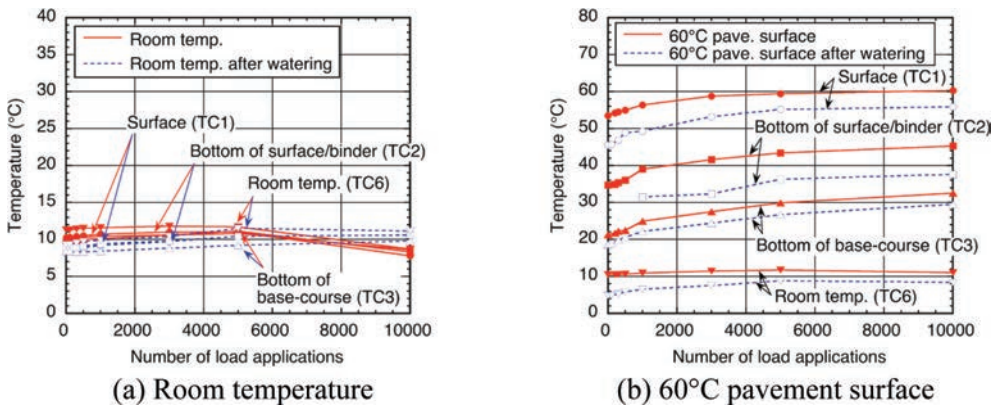 40
35
30
25
20
15
10
5
0
Temperature (°C)
Room temp.
Room temp. after watering
Surface (TC1)
Bottom of surface/binder (TC2)
Room temp. (TC6)
Bottom of
base-course (TC3)
0 2000 4000 6000 8000 10000
Number of load applications
(a) Room temperature
80
70
60
50
40
30
20
10
0
Temperature (°C)
60°C pave. surface
60°C pave. surface after watering
Surface (TC1)
Bottom of surface/binder (TC2)
Bottom of base-course (TC3)
Room temp. (TC6)
0 2000 4000 6000 8000 10000
Number of load applications
(b) 60°C pavement surface